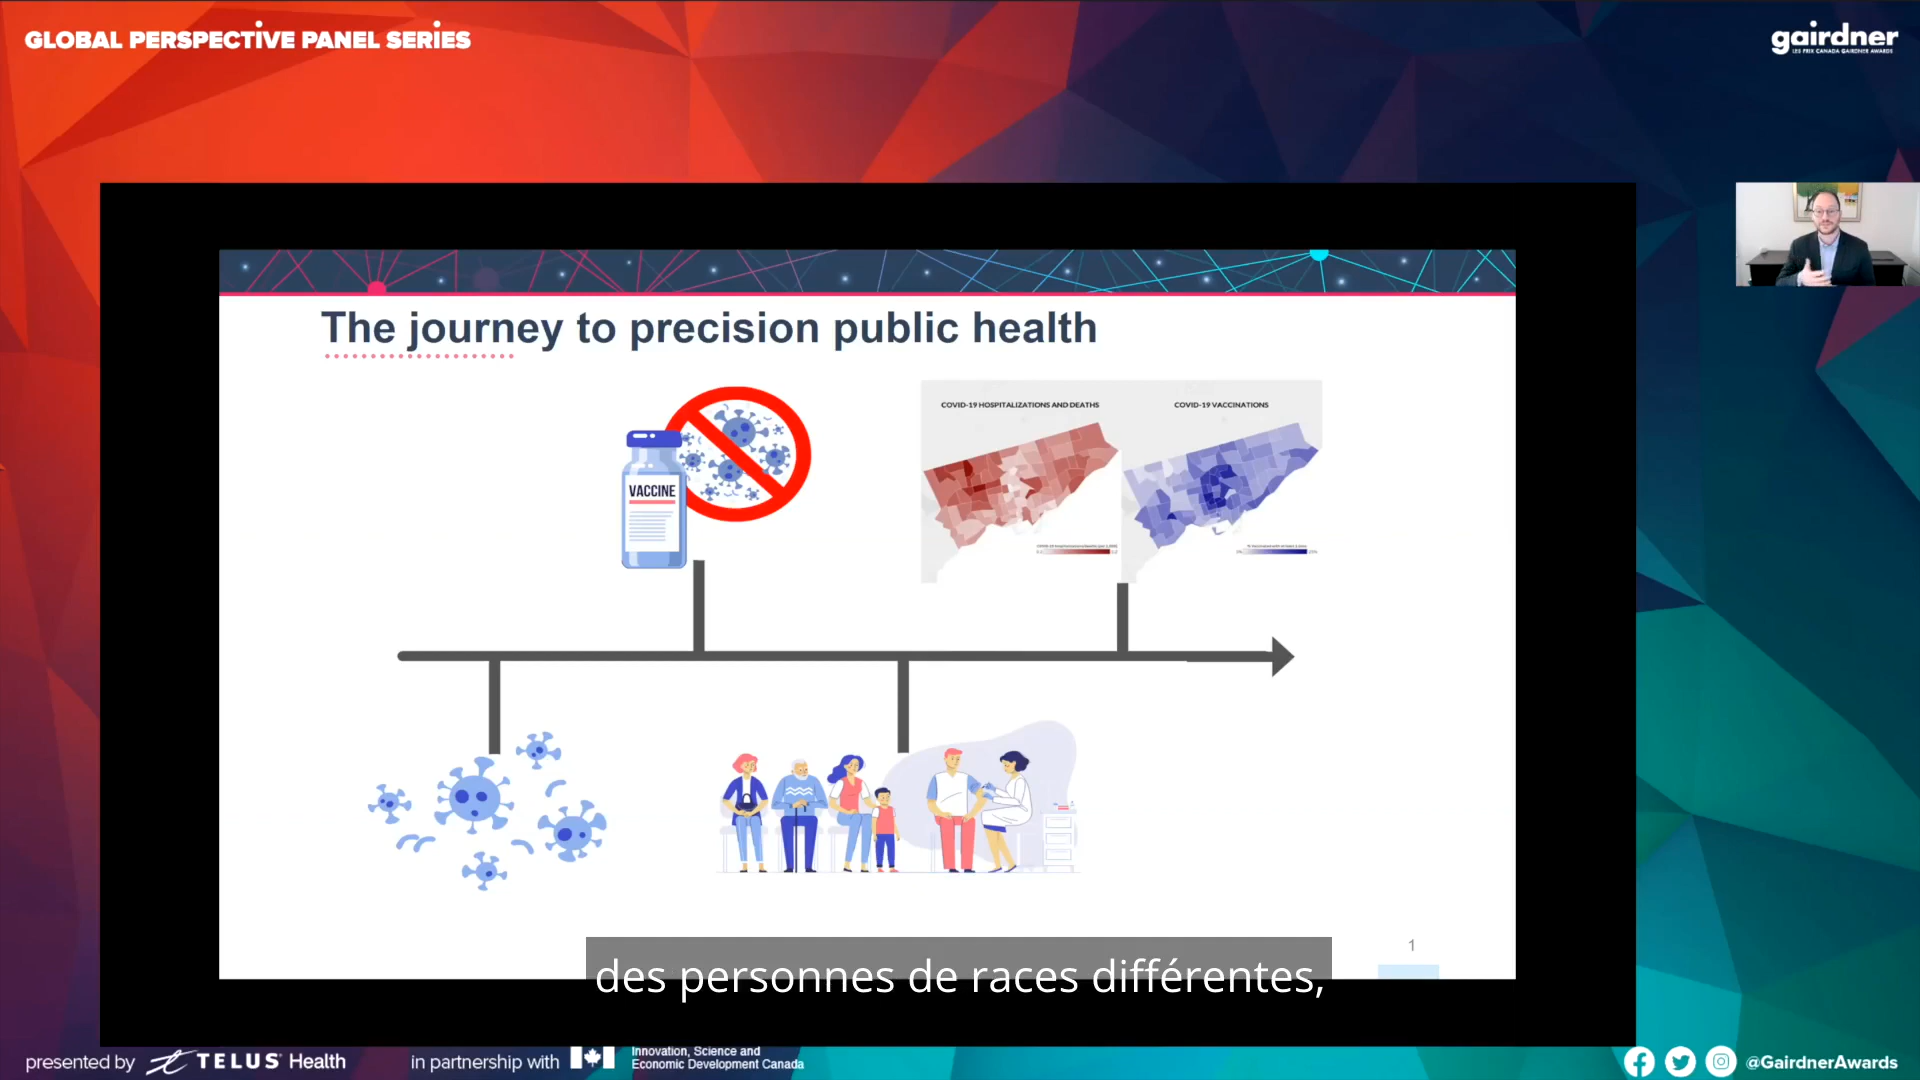 GLOBAL PERSPECTIVE PANEL SERIES
gairdner
LES PRIX CANADA GAIRDNER AWARDS
The journey to precision public health
COVID-19 HOSPITALIZATIONS AND DEATHS
COVID-19 VACCINATIONS
VACCINE
1
des personnes de races différentes,
presented by TELUS Health
in partnership with
Innovation, Science and
Economic Development Canada
@GairdnerAwards